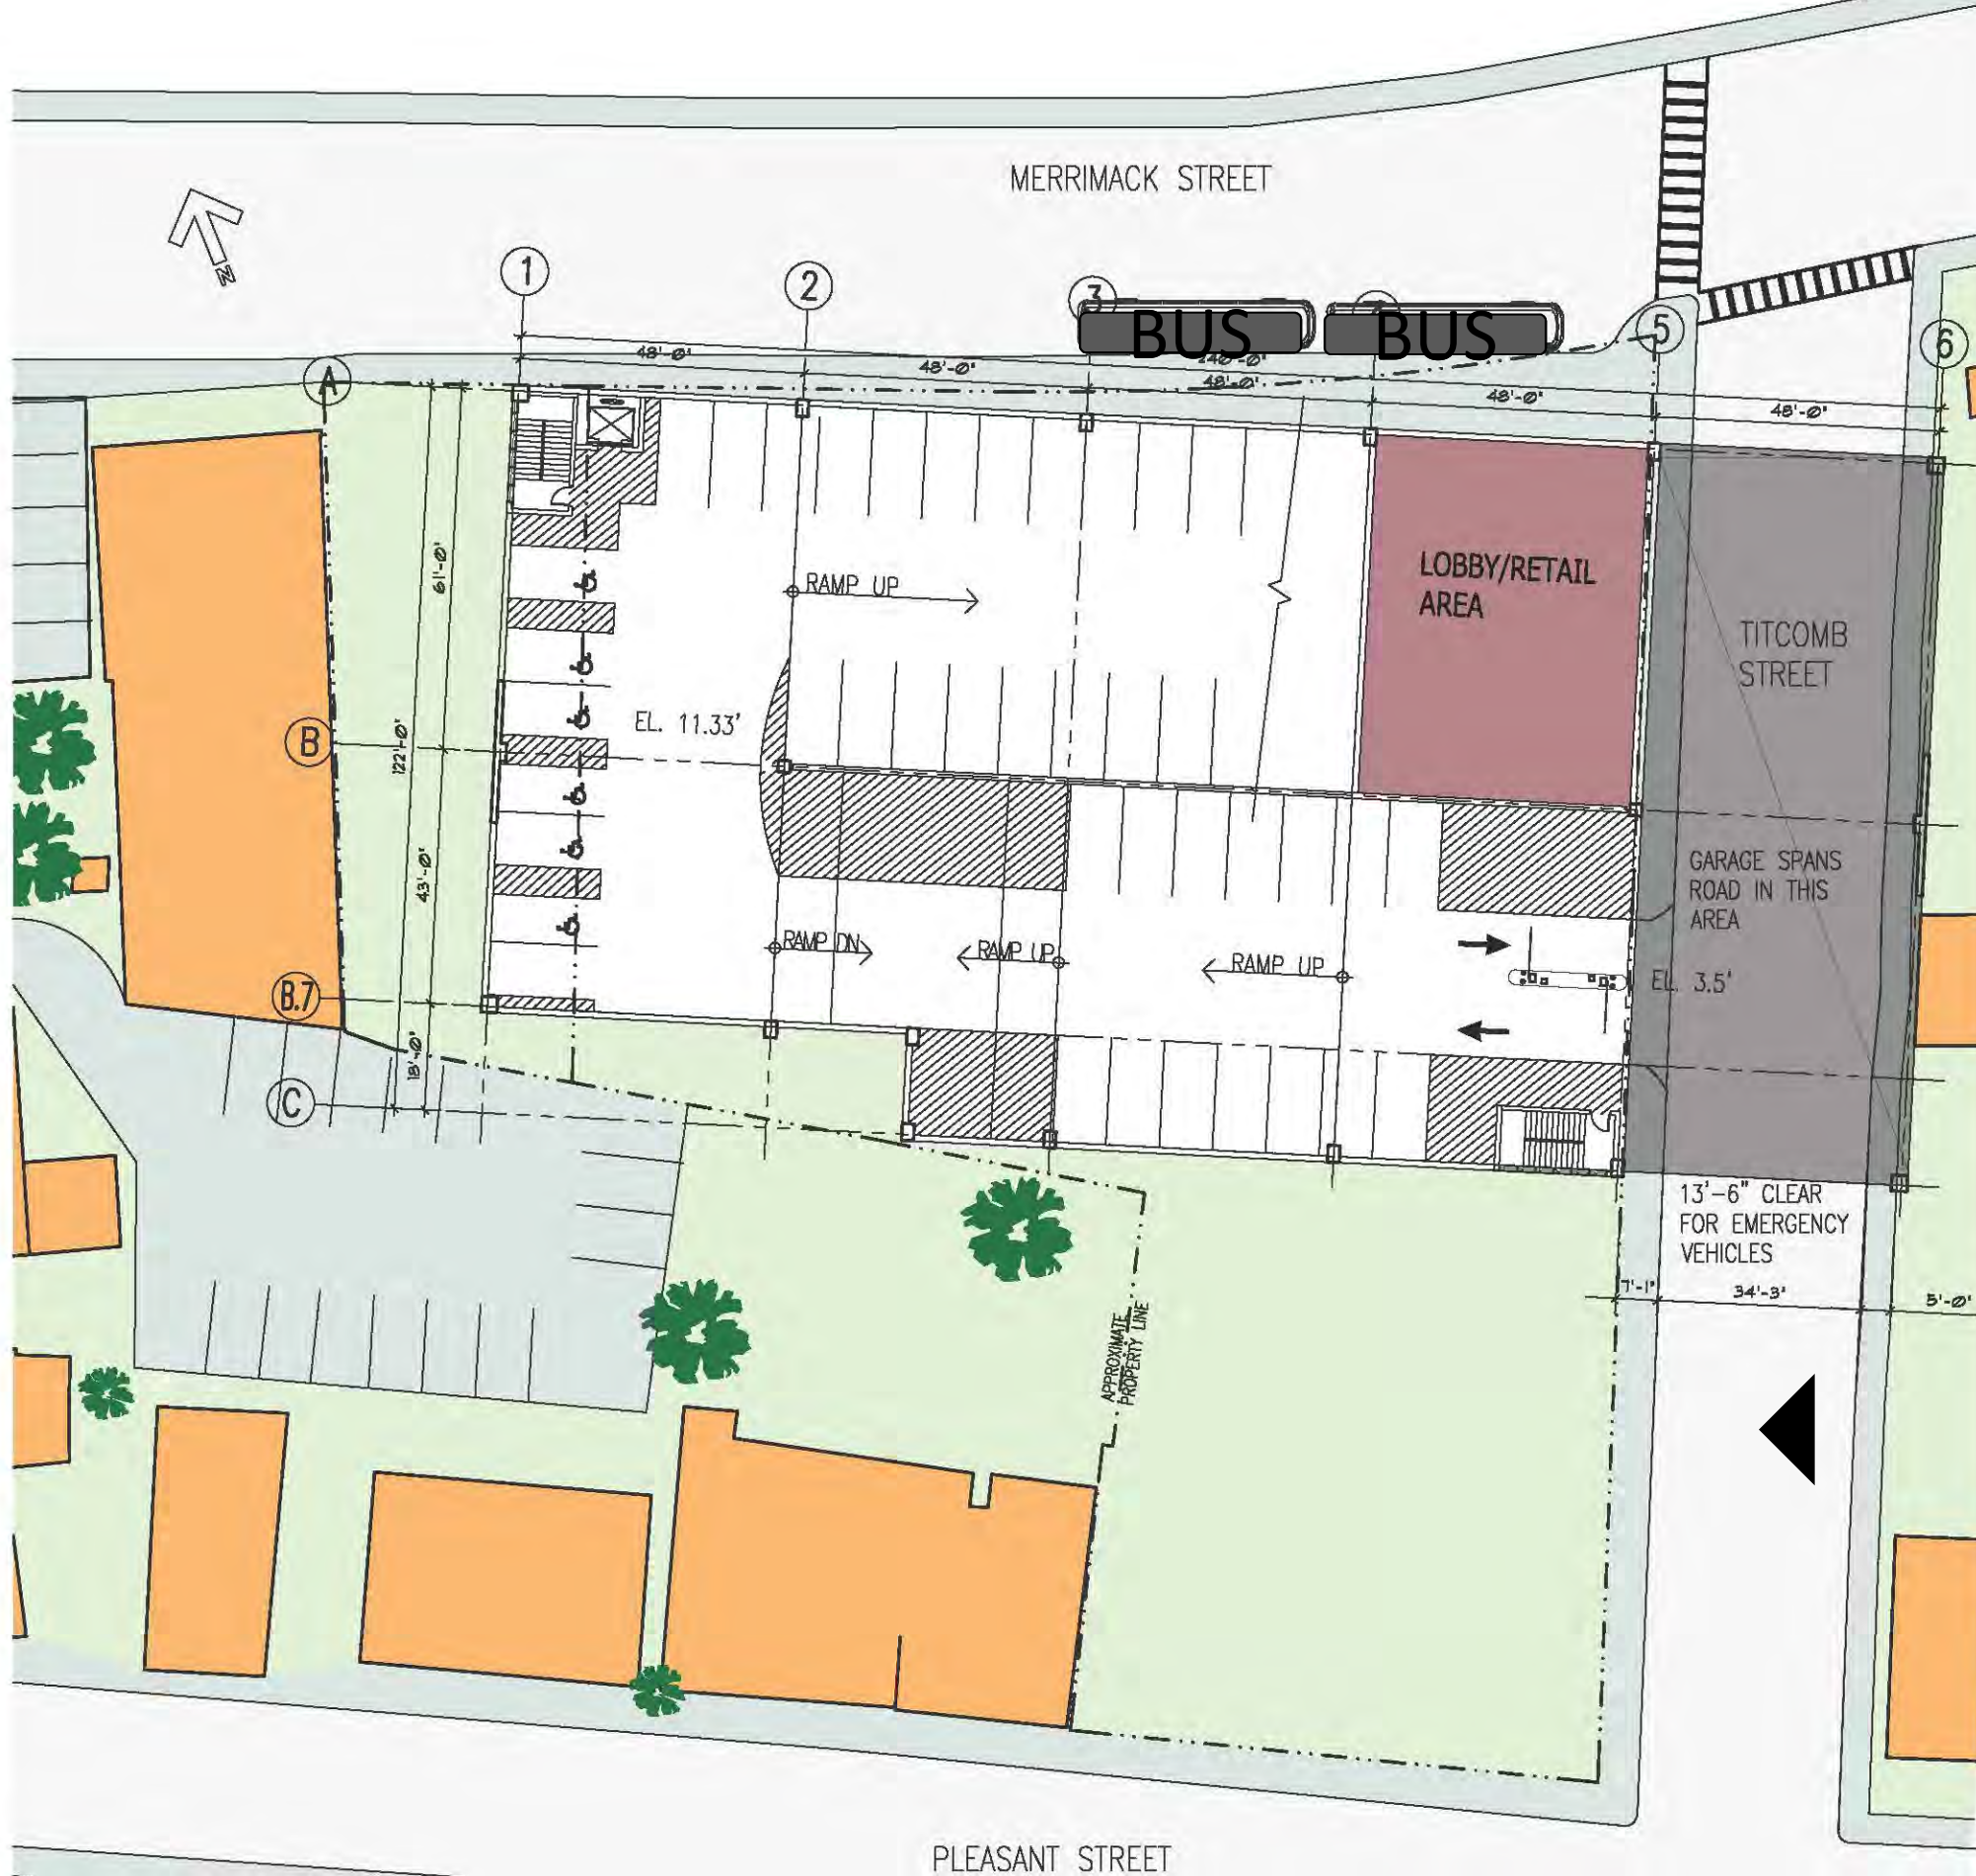 MERRIMACK STREET
N
1
2
3
BUS
BUS
5
6
A
48'-0"
48'-0"
240'-0"
48'-0"
48'-0"
48'-0"
61'-0"
RAMP UP
LOBBY/RETAIL
AREA
TITCOMB
STREET
EL. 11.33'
B
122'-0"
43'-0"
GARAGE SPANS
ROAD IN THIS
AREA
RAMP DN
RAMP UP
RAMP UP
EL. 3.5'
B.7
18'-0"
C
13'-6" CLEAR
FOR EMERGENCY
VEHICLES
7'-1"
34'-3"
5'-0"
APPROXIMATE
PROPERTY LINE
PLEASANT STREET